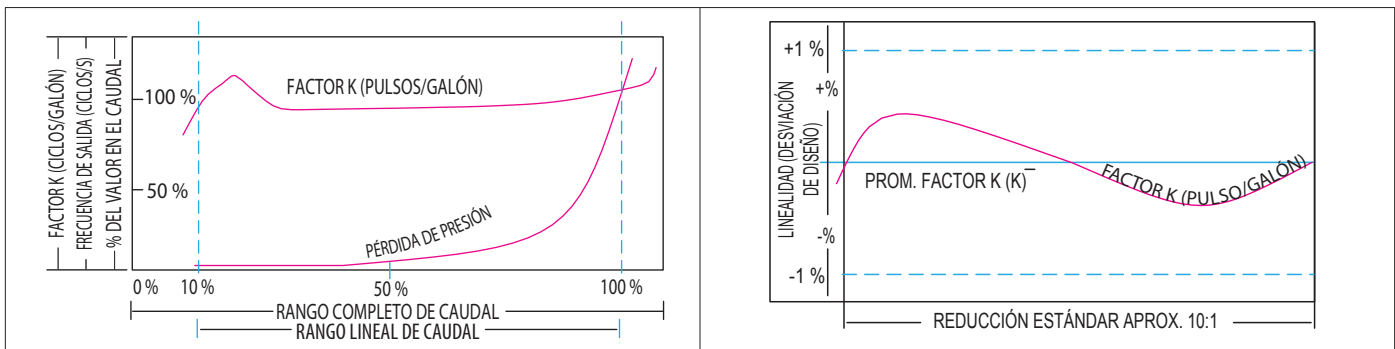 FACTOR K (CICLOS/GALÓN)
FRECUENCIA DE SALIDA (CICLOS/S)
% DEL VALOR EN EL CAUDAL
100 %
50 %
FACTOR K (PULSOS/GALÓN)
PÉRDIDA DE PRESIÓN
0 %
10 %
50 %
100 %
RANGO COMPLETO DE CAUDAL
RANGO LINEAL DE CAUDAL
LINEALIDAD (DESVIACIÓN
DE DISEÑO)
+1 %
+%
-%
-1 %
PROM. FACTOR K (K)¯
FACTOR K (PULSO/GALÓN)
REDUCCIÓN ESTÁNDAR APROX. 10:1